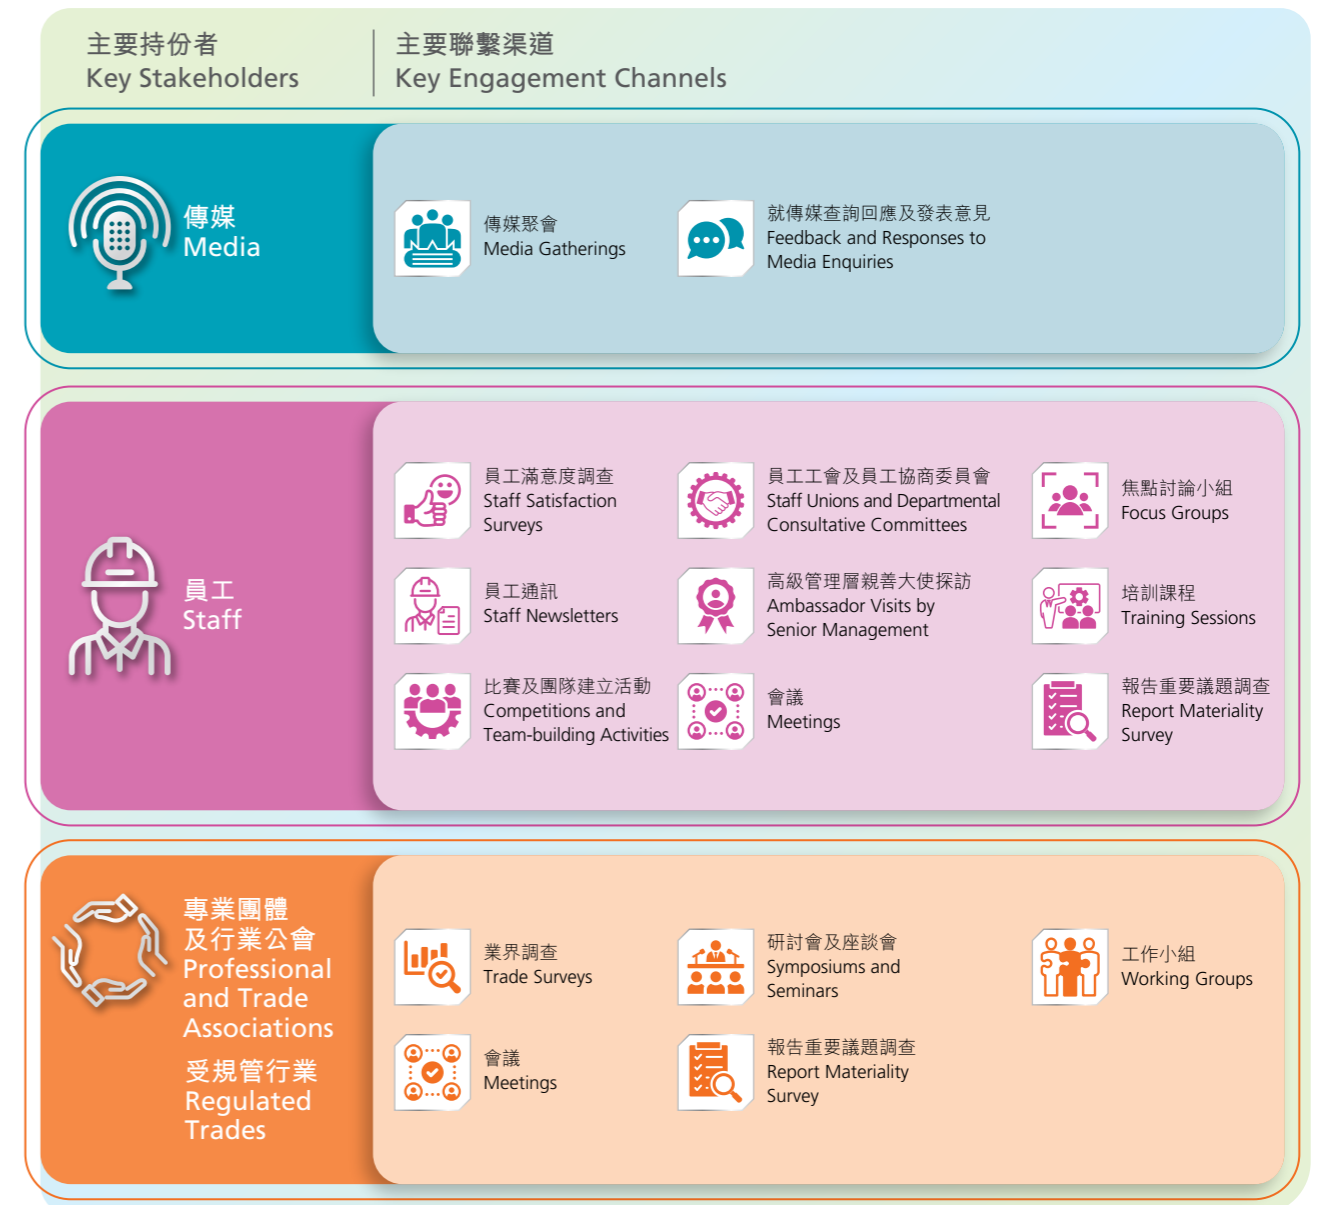 主要持份者
Key Stakeholders
主要聯繫渠道
Key Engagement Channels
傳媒
Media
傳媒聚會
Media Gatherings
就傳媒查詢回應及發表意見
Feedback and Responses to
Media Enquiries
員工
Staff
員工滿意度調查
Staff Satisfaction
Surveys
員工工會及員工協商委員會
Staff Unions and Departmental
Consultative Committees
焦點討論小組
Focus Groups
員工通訊
Staff Newsletters
高級管理層親善大使探訪
Ambassador Visits by
Senior Management
培訓課程
Training Sessions
比賽及團隊建立活動
Competitions and
Team-building Activities
會議
Meetings
報告重要議題調查
Report Materiality
Survey
專業團體
及行業公會
Professional
and Trade
Associations
受規管行業
Regulated
Trades
業界調查
Trade Surveys
研討會及座談會
Symposiums and
Seminars
工作小組
Working Groups
會議
Meetings
報告重要議題調查
Report Materiality
Survey